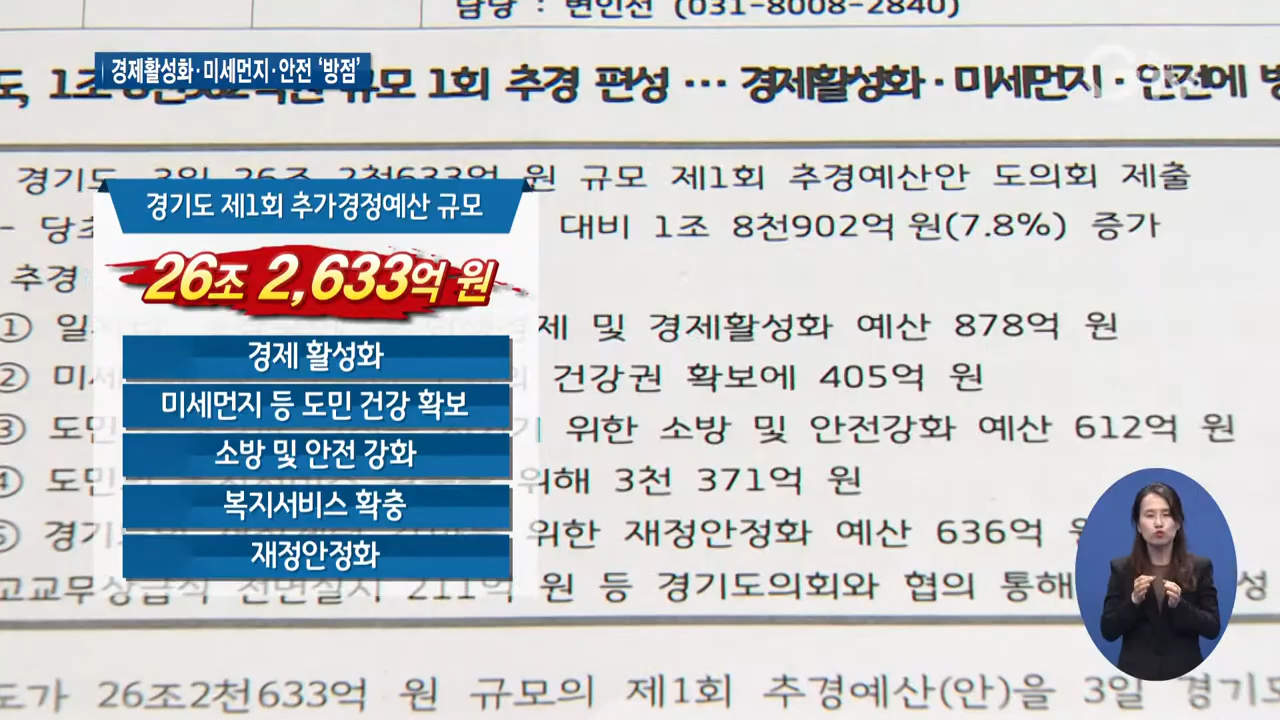 담당 : 변인선 (031-8008-2840)
경제활성화·미세먼지·안전 ‘방점’
도, 1조 규모 1회 추경 편성 … 경제활성화·미세먼지·안전에 방
경기도, 3일 26조 2천633억 원 규모 제1회 추경예산안 도의회 제출
- 당초 대비 1조 8천902억 원(7.8%) 증가
추경
① 일 제 및 경제활성화 예산 878억 원
② 미세 건강권 확보에 405억 원
③ 도민 위한 소방 및 안전강화 예산 612억 원
④ 도민 위해 3천 371억 원
⑤ 경기도 위한 재정안정화 예산 636억 원
고교무상급식 전면실시 211억 원 등 경기도의회와 협의 통해 성
도가 26조2천633억 원 규모의 제1회 추경예산(안)을 3일 경기도
경기도 제1회 추가경정예산 규모
26조 2,633억 원
경제 활성화
미세먼지 등 도민 건강 확보
소방 및 안전 강화
복지서비스 확충
재정안정화